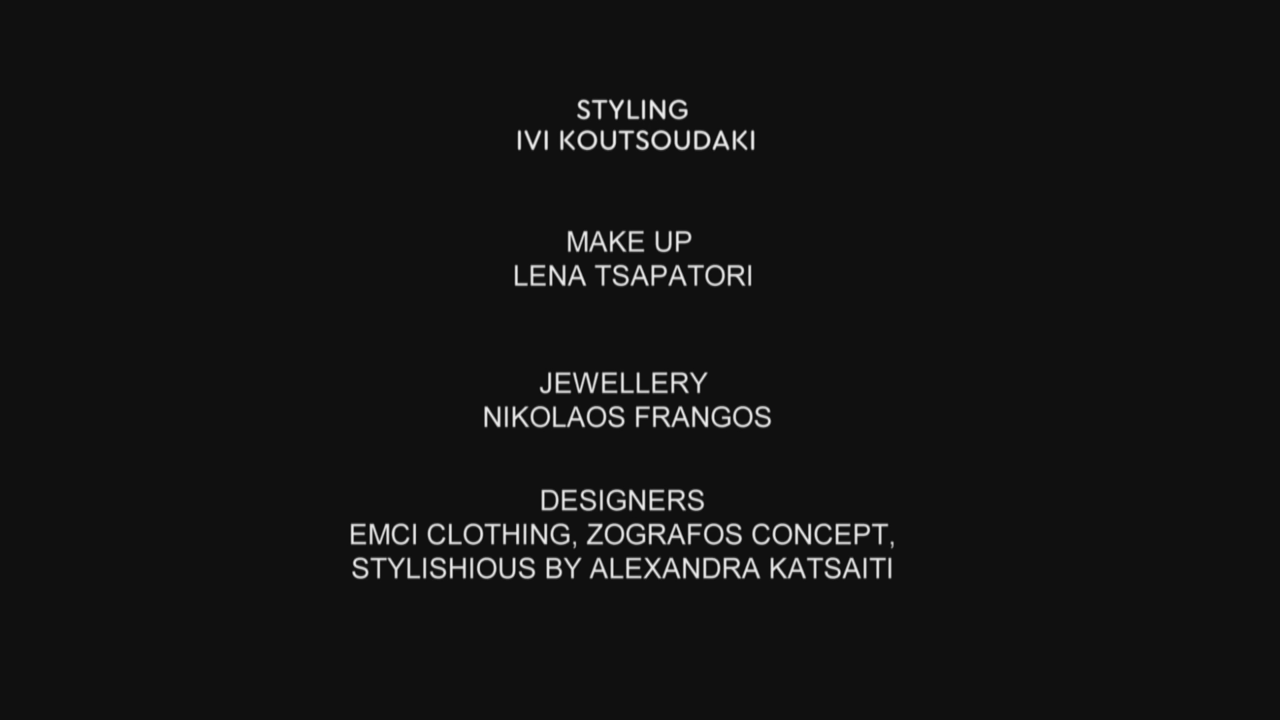 STYLING
IVI KOUTSOUDAKI
MAKE UP
LENA TSAPATORI
JEWELLERY
NIKOLAOS FRANGOS
DESIGNERS
EMCI CLOTHING, ZOGRAFOS CONCEPT,
STYLISHIOUS BY ALEXANDRA KATSAITI